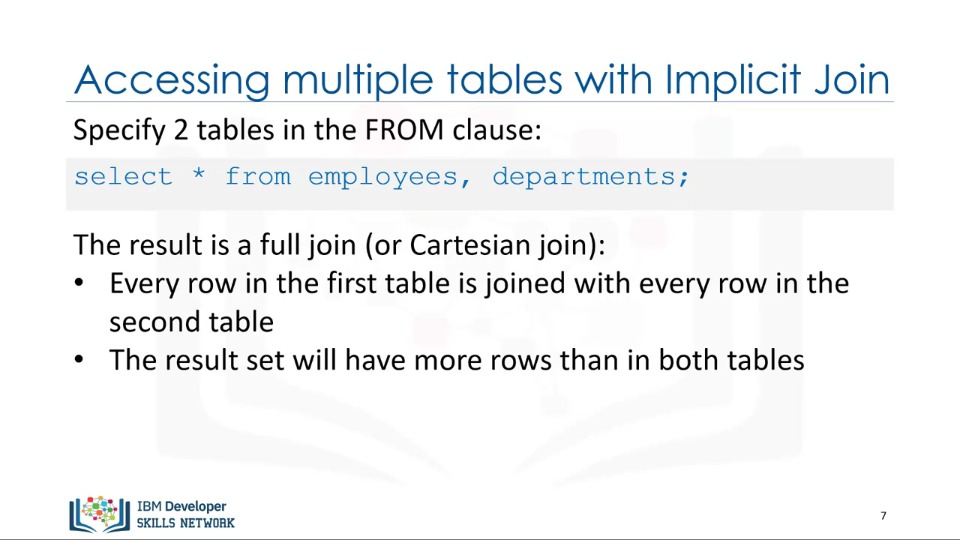 Accessing multiple tables with Implicit Join
Specify 2 tables in the FROM clause:
select * from employees, departments;
The result is a full join (or Cartesian join):
• Every row in the first table is joined with every row in the
second table
• The result set will have more rows than in both tables
IBM Developer
SKILLS NETWORK
7